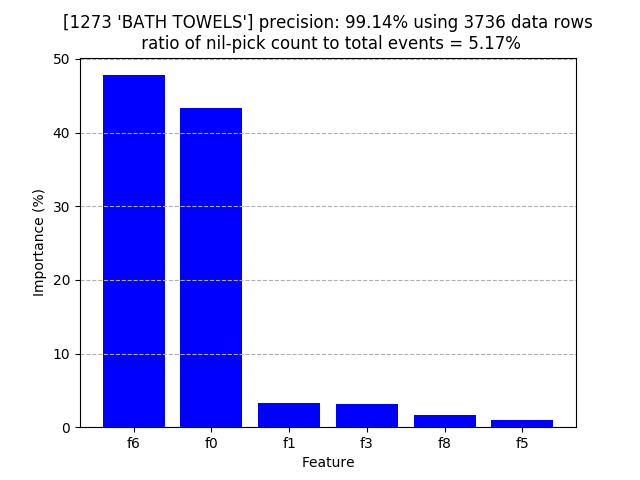 [1273 'BATH TOWELS'] precision: 99.14% using 3736 data rows
ratio of nil-pick count to total events = 5.17%
50
40
30
20
10
0
Importance (%)
f6 f0 f1 f3 f8 f5
Feature